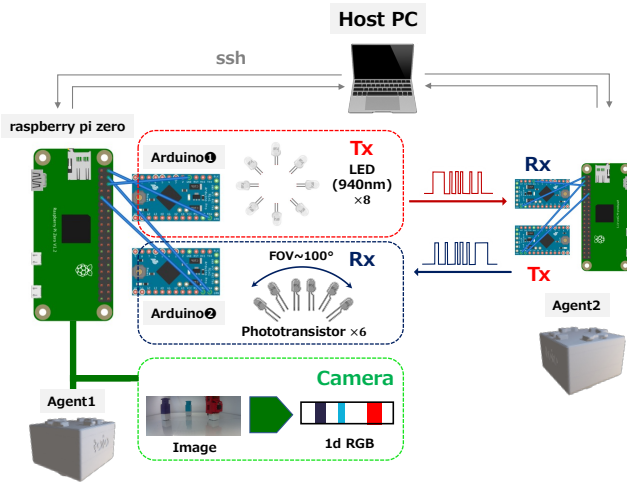 Host PC
ssh
raspberry pi zero
Arduino❶
Tx
LED
(940nm)
×8
Rx
FOV~100°
Rx
Tx
Arduino❷
Phototransistor ×6
Agent2
Camera
Agent1
Image
1d RGB